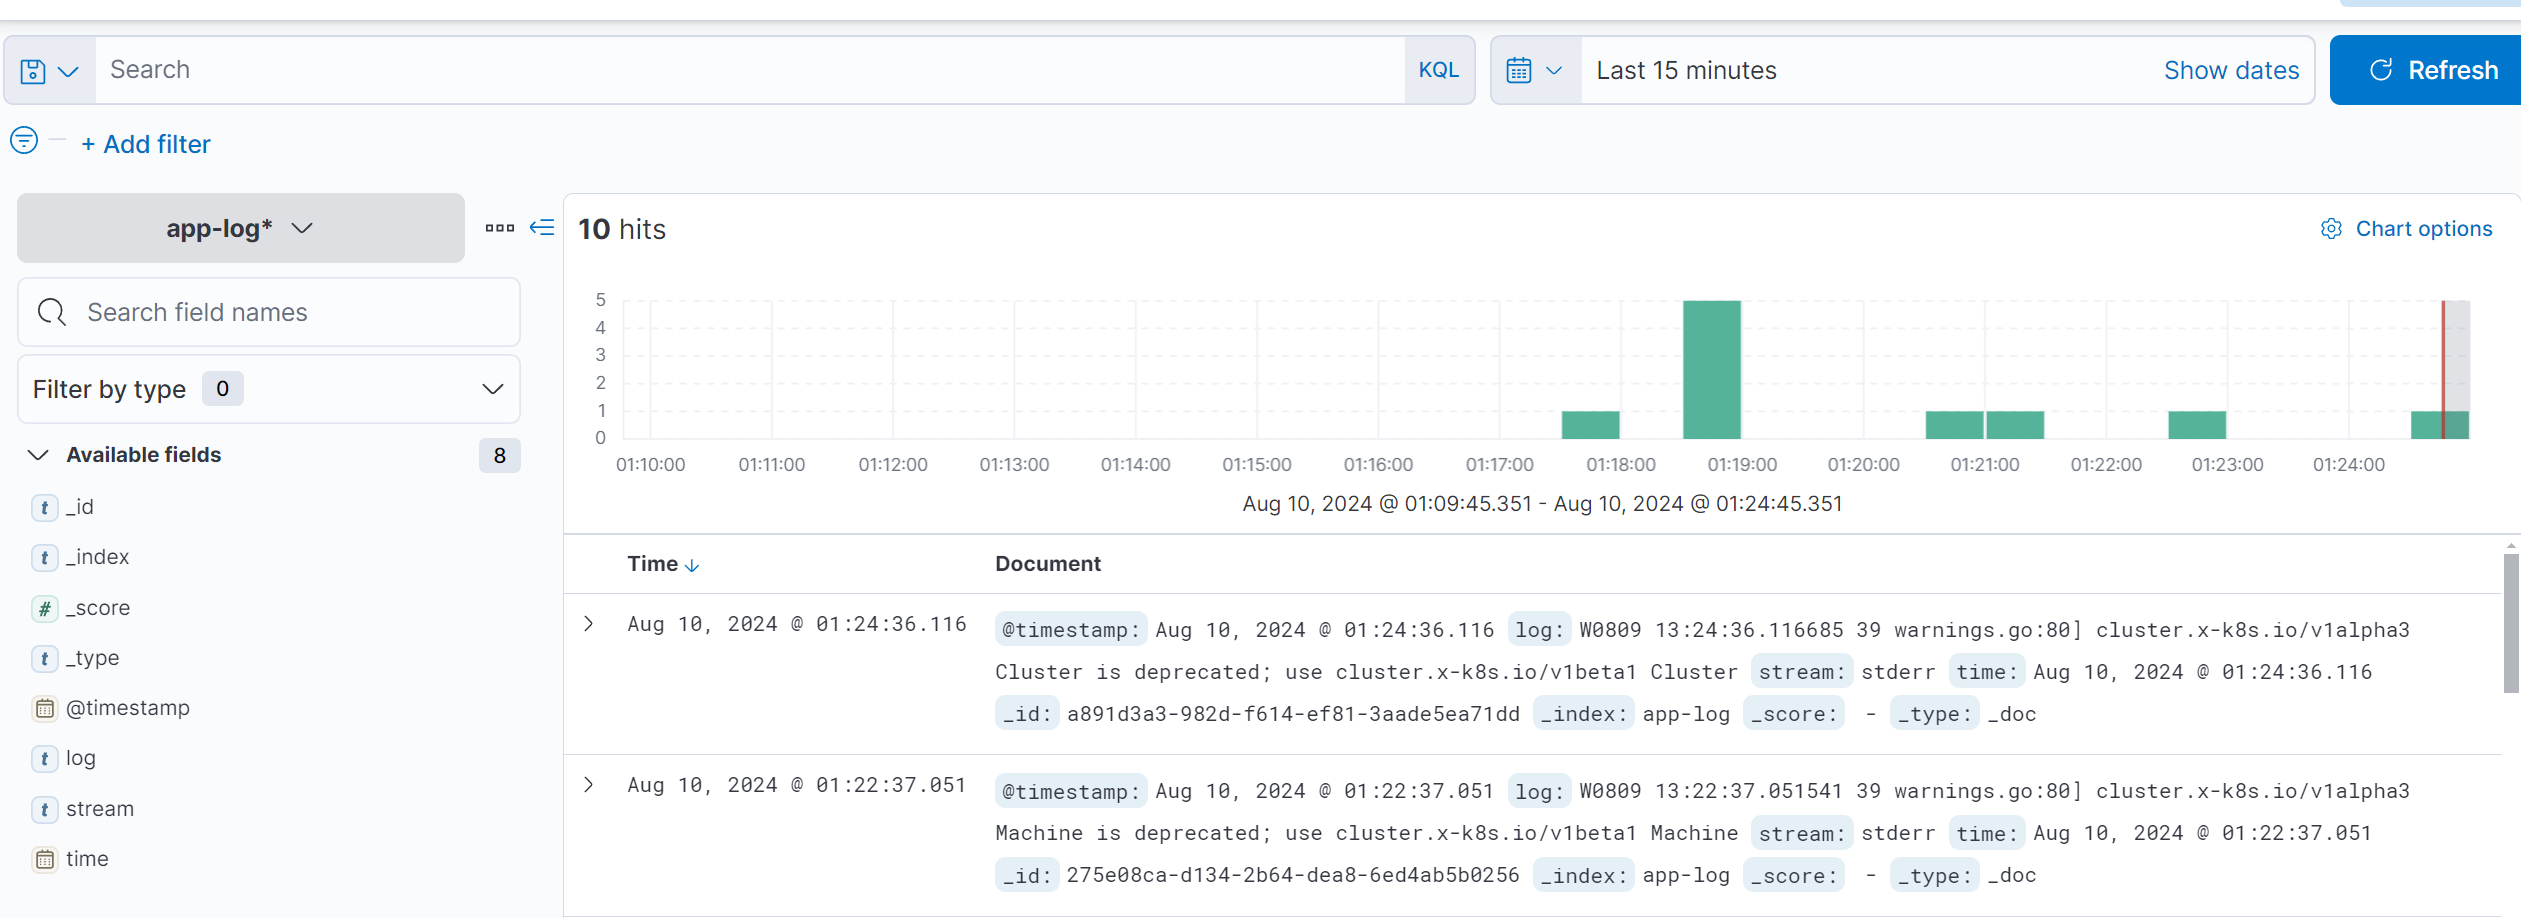 Search
KQL
Last 15 minutes
Show dates
Refresh
+ Add filter
app-log*
10 hits
Chart options
Search field names
Filter by type 0
Available fields 8
_id
_index
_score
_type
@timestamp
log
stream
time
5
4
3
2
1
0
01:10:00 01:11:00 01:12:00 01:13:00 01:14:00 01:15:00 01:16:00 01:17:00 01:18:00 01:19:00 01:20:00 01:21:00 01:22:00 01:23:00 01:24:00
Aug 10, 2024 @ 01:09:45.351 - Aug 10, 2024 @ 01:24:45.351
Time Document
Aug 10, 2024 @ 01:24:36.116 @timestamp: Aug 10, 2024 @ 01:24:36.116 log: W0809 13:24:36.116685 39 warnings.go:80] cluster.x-k8s.io/v1alpha3
Cluster is deprecated; use cluster.x-k8s.io/v1beta1 Cluster stream: stderr time: Aug 10, 2024 @ 01:24:36.116
_id: a891d3a3-982d-f614-ef81-3aade5ea71dd _index: app-log _score: - _type: _doc
Aug 10, 2024 @ 01:22:37.051 @timestamp: Aug 10, 2024 @ 01:22:37.051 log: W0809 13:22:37.051541 39 warnings.go:80] cluster.x-k8s.io/v1alpha3
Machine is deprecated; use cluster.x-k8s.io/v1beta1 Machine stream: stderr time: Aug 10, 2024 @ 01:22:37.051
_id: 275e08ca-d134-2b64-dea8-6ed4ab5b0256 _index: app-log _score: - _type: _doc